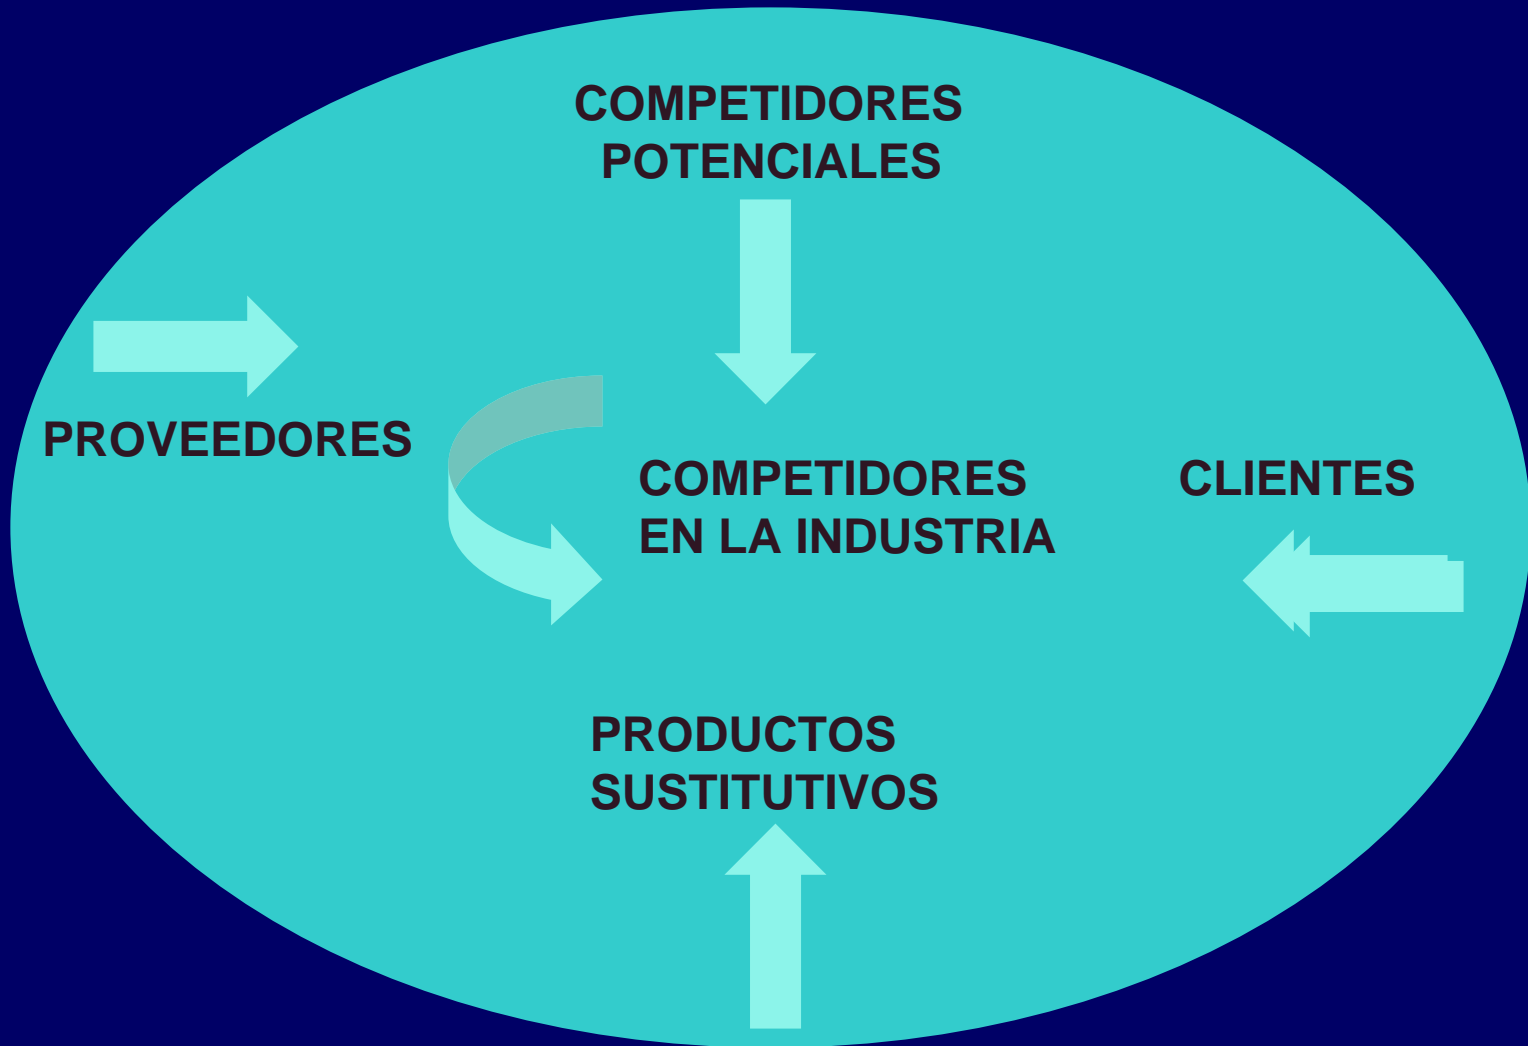 COMPETIDORES
POTENCIALES
PROVEEDORES
COMPETIDORES
EN LA INDUSTRIA
CLIENTES
PRODUCTOS
SUSTITUTIVOS